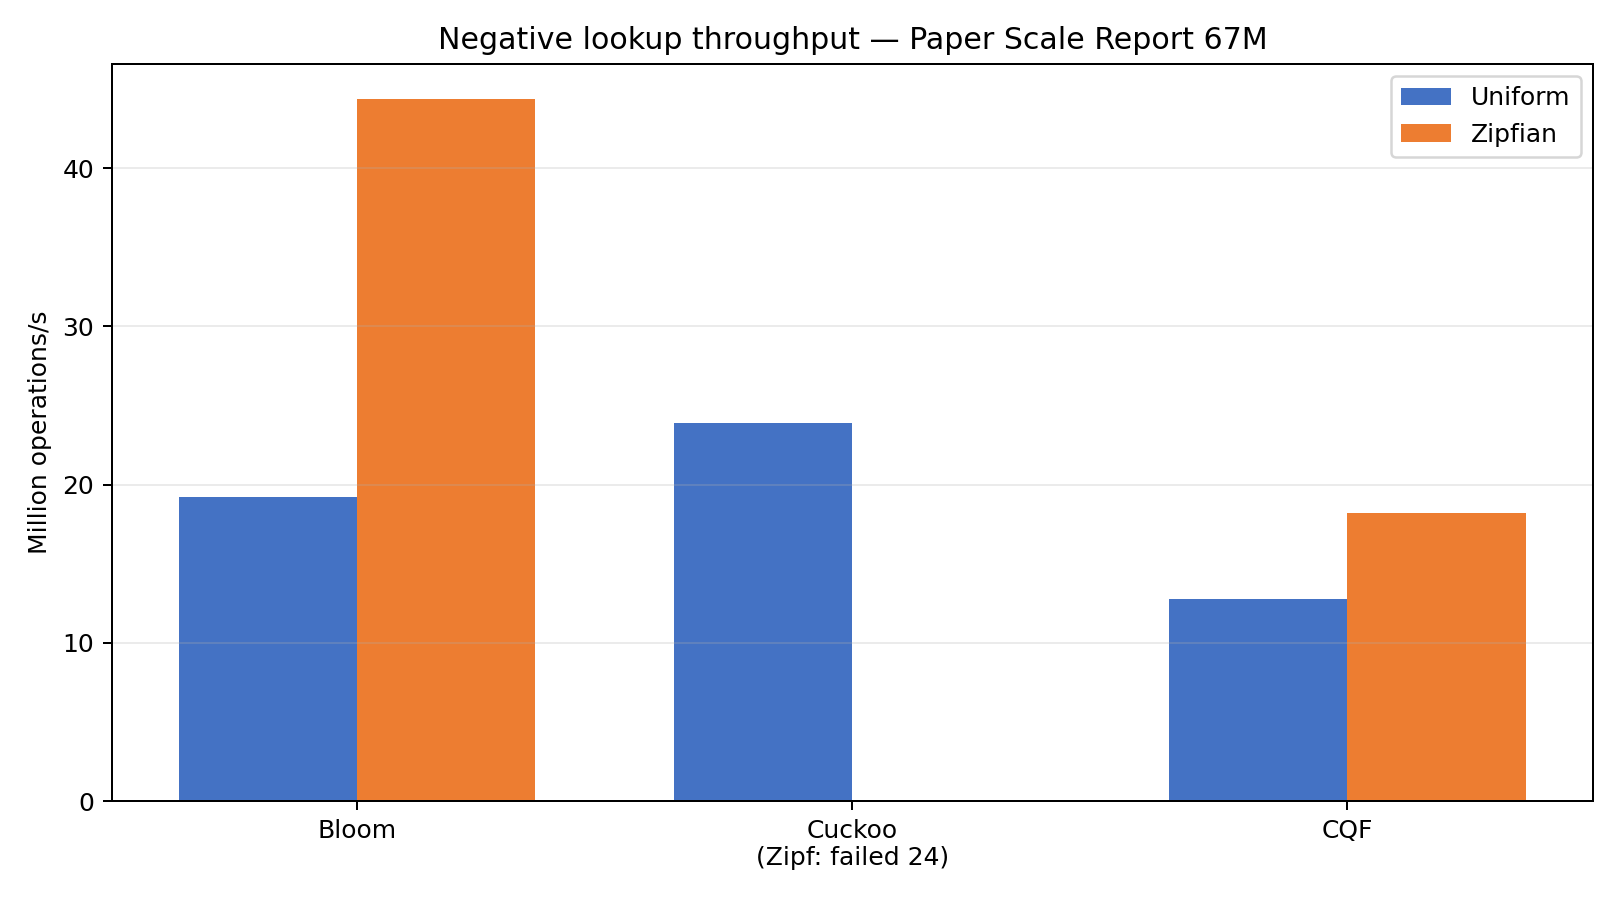 Negative lookup throughput — Paper Scale Report 67M
Uniform
Zipfian
Million operations/s
40
30
20
10
0
Bloom
Cuckoo
(Zipf: failed 24)
CQF